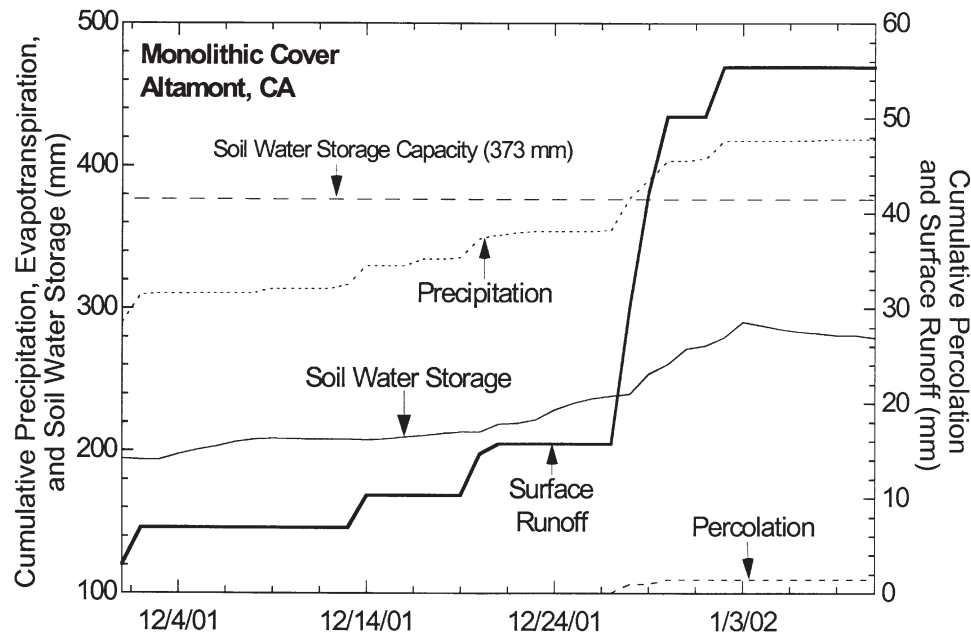 Monolithic Cover
Altamont, CA
Cumulative Precipitation, Evapotranspiration,
and Soil Water Storage (mm)
500
400
300
200
100
Soil Water Storage Capacity (373 mm)
Precipitation
Soil Water Storage
Surface
Runoff
Percolation
60
50
40
30
20
10
0
Cumulative Percolation
and Surface Runoff (mm)
12/4/01
12/14/01
12/24/01
1/3/02